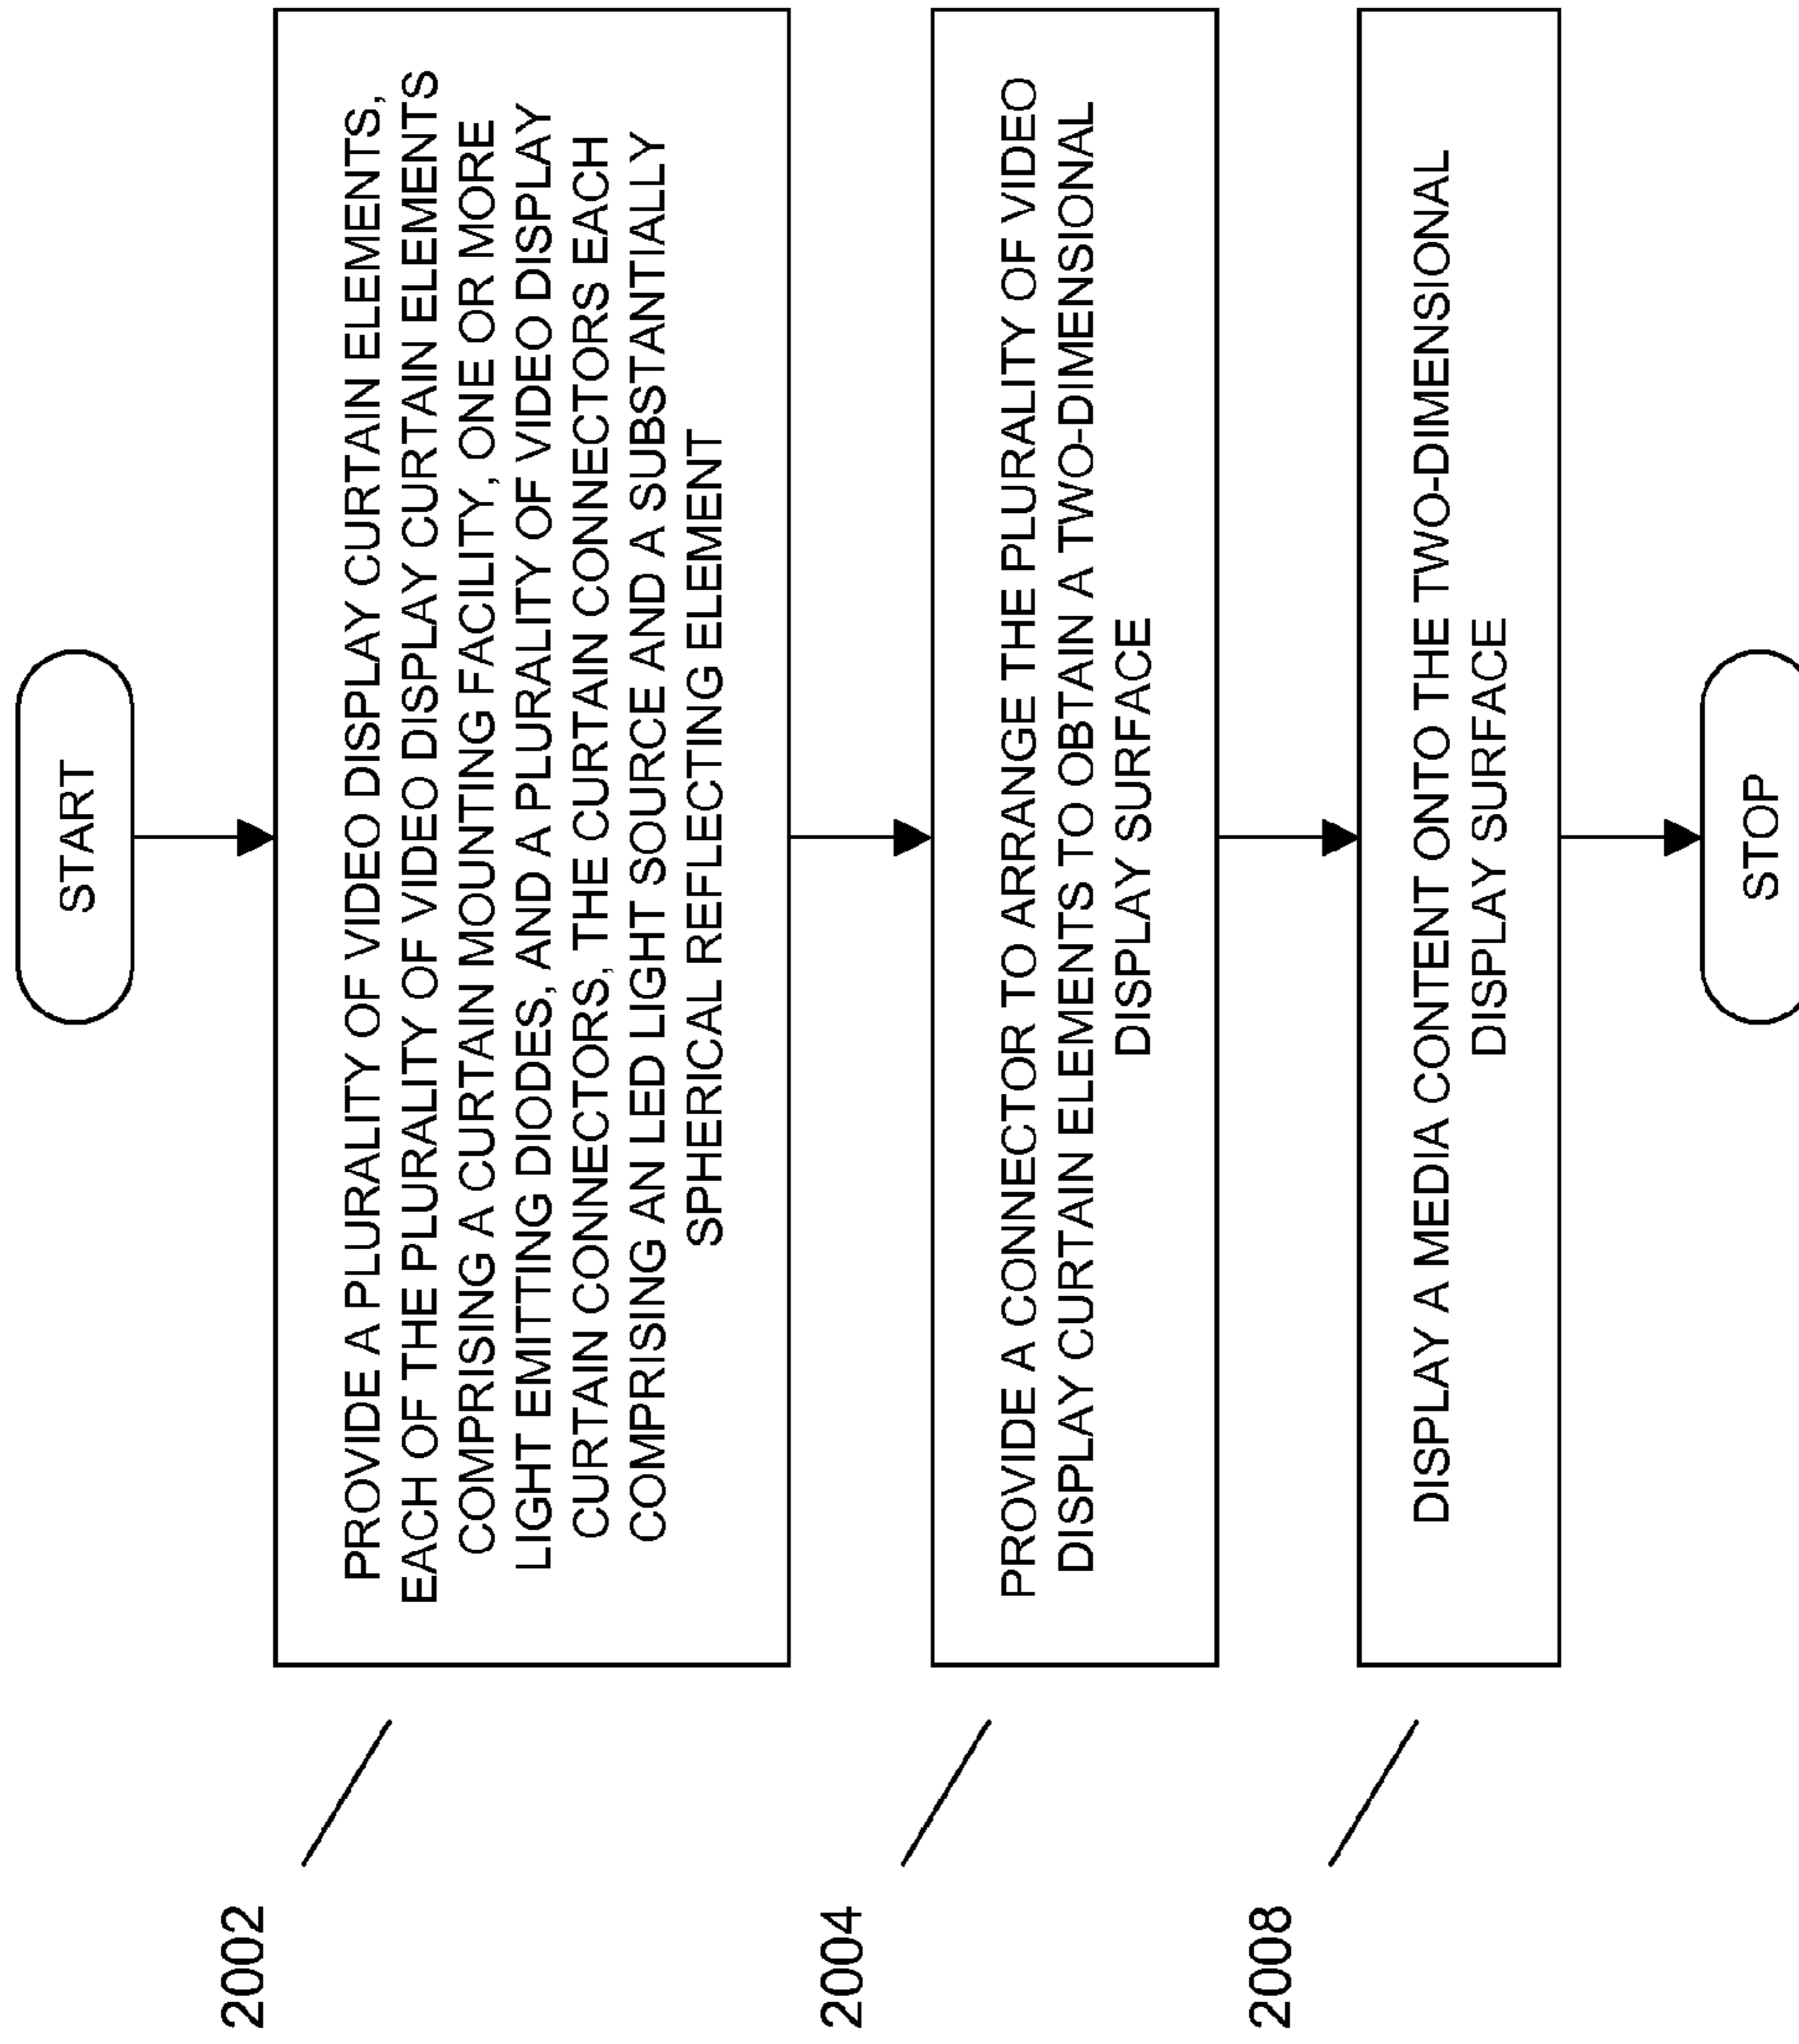 START
2002
PROVIDE A PLURALITY OF VIDEO DISPLAY CURTAIN ELEMENTS,
EACH OF THE PLURALITY OF VIDEO DISPLAY CURTAIN ELEMENTS
COMPRISING A CURTAIN MOUNTING FACILITY, ONE OR MORE
LIGHT EMITTING DIODES, AND A PLURALITY OF VIDEO DISPLAY
CURTAIN CONNECTORS, THE CURTAIN CONNECTORS EACH
COMPRISING AN LED LIGHT SOURCE AND A SUBSTANTIALLY
SPHERICAL REFLECTING ELEMENT
2004
PROVIDE A CONNECTOR TO ARRANGE THE PLURALITY OF VIDEO
DISPLAY CURTAIN ELEMENTS TO OBTAIN A TWO-DIMENSIONAL
DISPLAY SURFACE
2008
DISPLAY A MEDIA CONTENT ONTO THE TWO-DIMENSIONAL
DISPLAY SURFACE
STOP